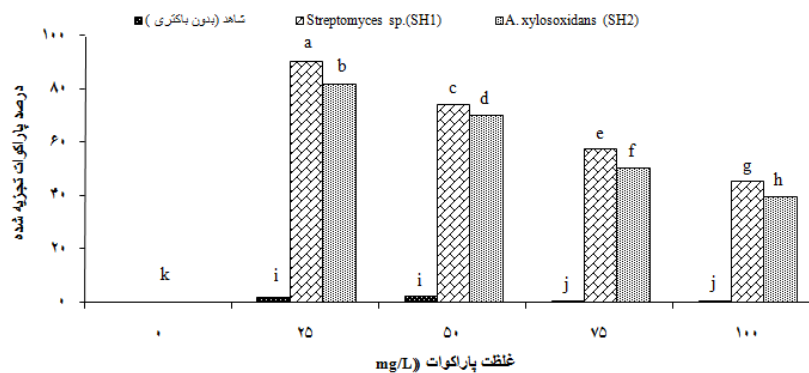 شاهد (بدون باکتری )
Streptomyces sp.(SH1)
A. xylosoxidans (SH2)
درصد پاراکوات تجزیه شده
۱۰۰
۸۰
۶۰
۴۰
۲۰
۰
k
i
a
b
i
c
d
j
e
f
j
g
h
۰
۲۵
۵۰
۷۵
۱۰۰
غلظت پاراکوات ((mg/L